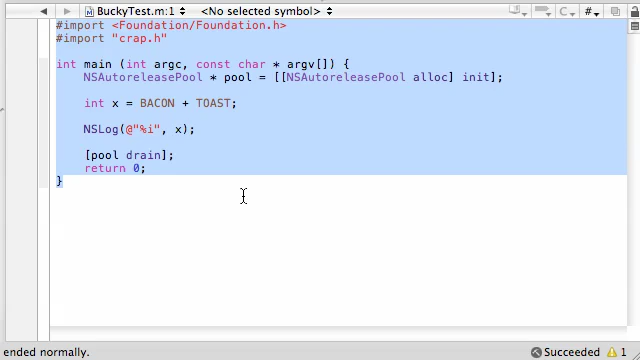 BuckyTest.m:1 <No selected symbol> C #
#import <Foundation/Foundation.h>
#import "crap.h"
int main (int argc, const char * argv[]) {
NSAutoreleasePool * pool = [[NSAutoreleasePool alloc] init];
int x = BACON + TOAST;
NSLog(@"%i", x);
[pool drain];
return 0;
}
ended normally. Succeeded 1